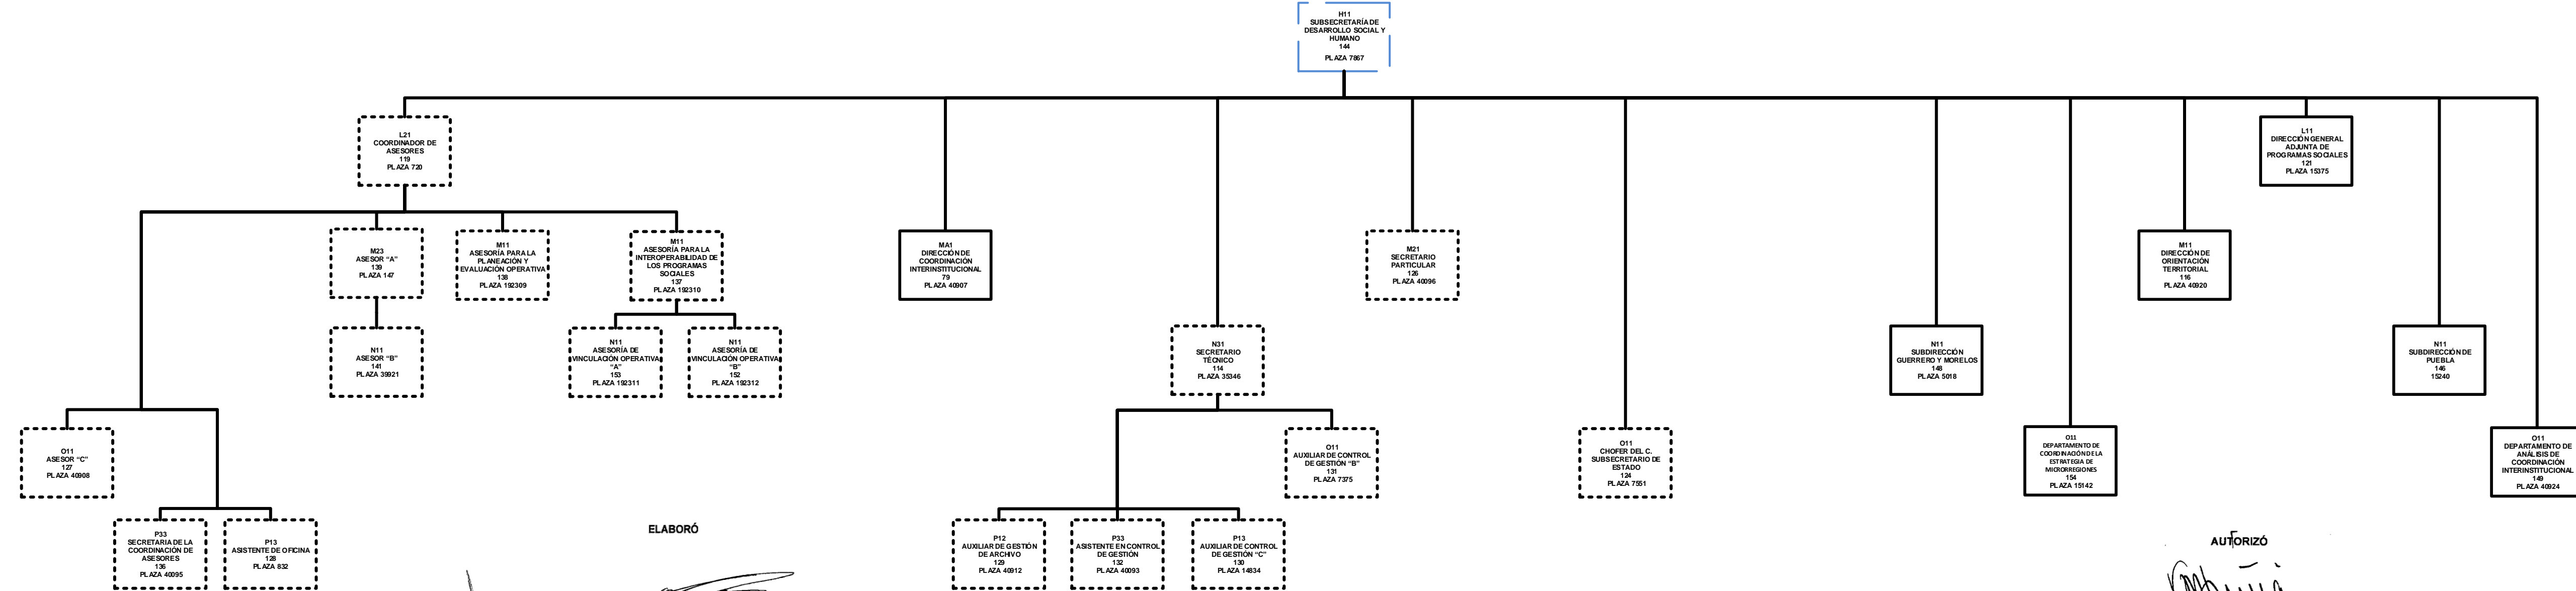 H11
SUBSECRETARÍA DE
DESARROLLO SOCIAL Y
HUMANO
144
PLAZA 7867
L21
COORDINADOR DE
ASESORES
119
PLAZA 720
L11
DIRECCIÓN GENERAL
ADJUNTA DE
PROGRAMAS SOCIALES
121
PLAZA 15375
M23
ASESOR "A"
139
PLAZA 147
M11
ASESORÍA PARA LA
PLANEACIÓN Y
EVALUACIÓN OPERATIVA
138
PLAZA 192309
M11
ASESORÍA PARA LA
INTEROPERABILIDAD DE
LOS PROGRAMAS
SOCIALES
137
PLAZA 192310
MA1
DIRECCIÓN DE
COORDINACIÓN
INTERINSTITUCIONAL
79
PLAZA 40907
M21
SECRETARIO
PARTICULAR
126
PLAZA 40096
M11
DIRECCIÓN DE
ORIENTACIÓN
TERRITORIAL
116
PLAZA 40920
N11
ASESOR "B"
141
PLAZA 39921
N11
ASESORÍA DE
VINCULACIÓN OPERATIVA
"A"
153
PLAZA 192311
N11
ASESORÍA DE
VINCULACIÓN OPERATIVA
"B"
152
PLAZA 192312
N31
SECRETARIO
TÉCNICO
114
PLAZA 35346
N11
SUBDIRECCIÓN
GUERRERO Y MORELOS
148
PLAZA 5018
N11
SUBDIRECCIÓN DE
PUEBLA
146
15240
O11
ASESOR "C"
127
PLAZA 40908
O11
AUXILIAR DE CONTROL
DE GESTIÓN "B"
131
PLAZA 7375
O11
CHOFER DEL C.
SUBSECRETARIO DE
ESTADO
124
PLAZA 7551
O11
DEPARTAMENTO DE
COORDINACIÓN DE LA
ESTRATEGIA DE
MICRORREGIONES
154
PLAZA 15142
O11
DEPARTAMENTO DE
ANÁLISIS DE
COORDINACIÓN
INTERINSTITUCIONAL
149
PLAZA 40924
P33
SECRETARIA DE LA
COORDINACIÓN DE
ASESORES
136
PLAZA 40095
P13
ASISTENTE DE OFICINA
128
PLAZA 832
P12
AUXILIAR DE GESTIÓN
DE ARCHIVO
129
PLAZA 40912
P33
ASISTENTE EN CONTROL
DE GESTIÓN
132
PLAZA 40093
P13
AUXILIAR DE CONTROL
DE GESTIÓN "C"
130
PLAZA 14834
ELABORÓ
AUTORIZÓ